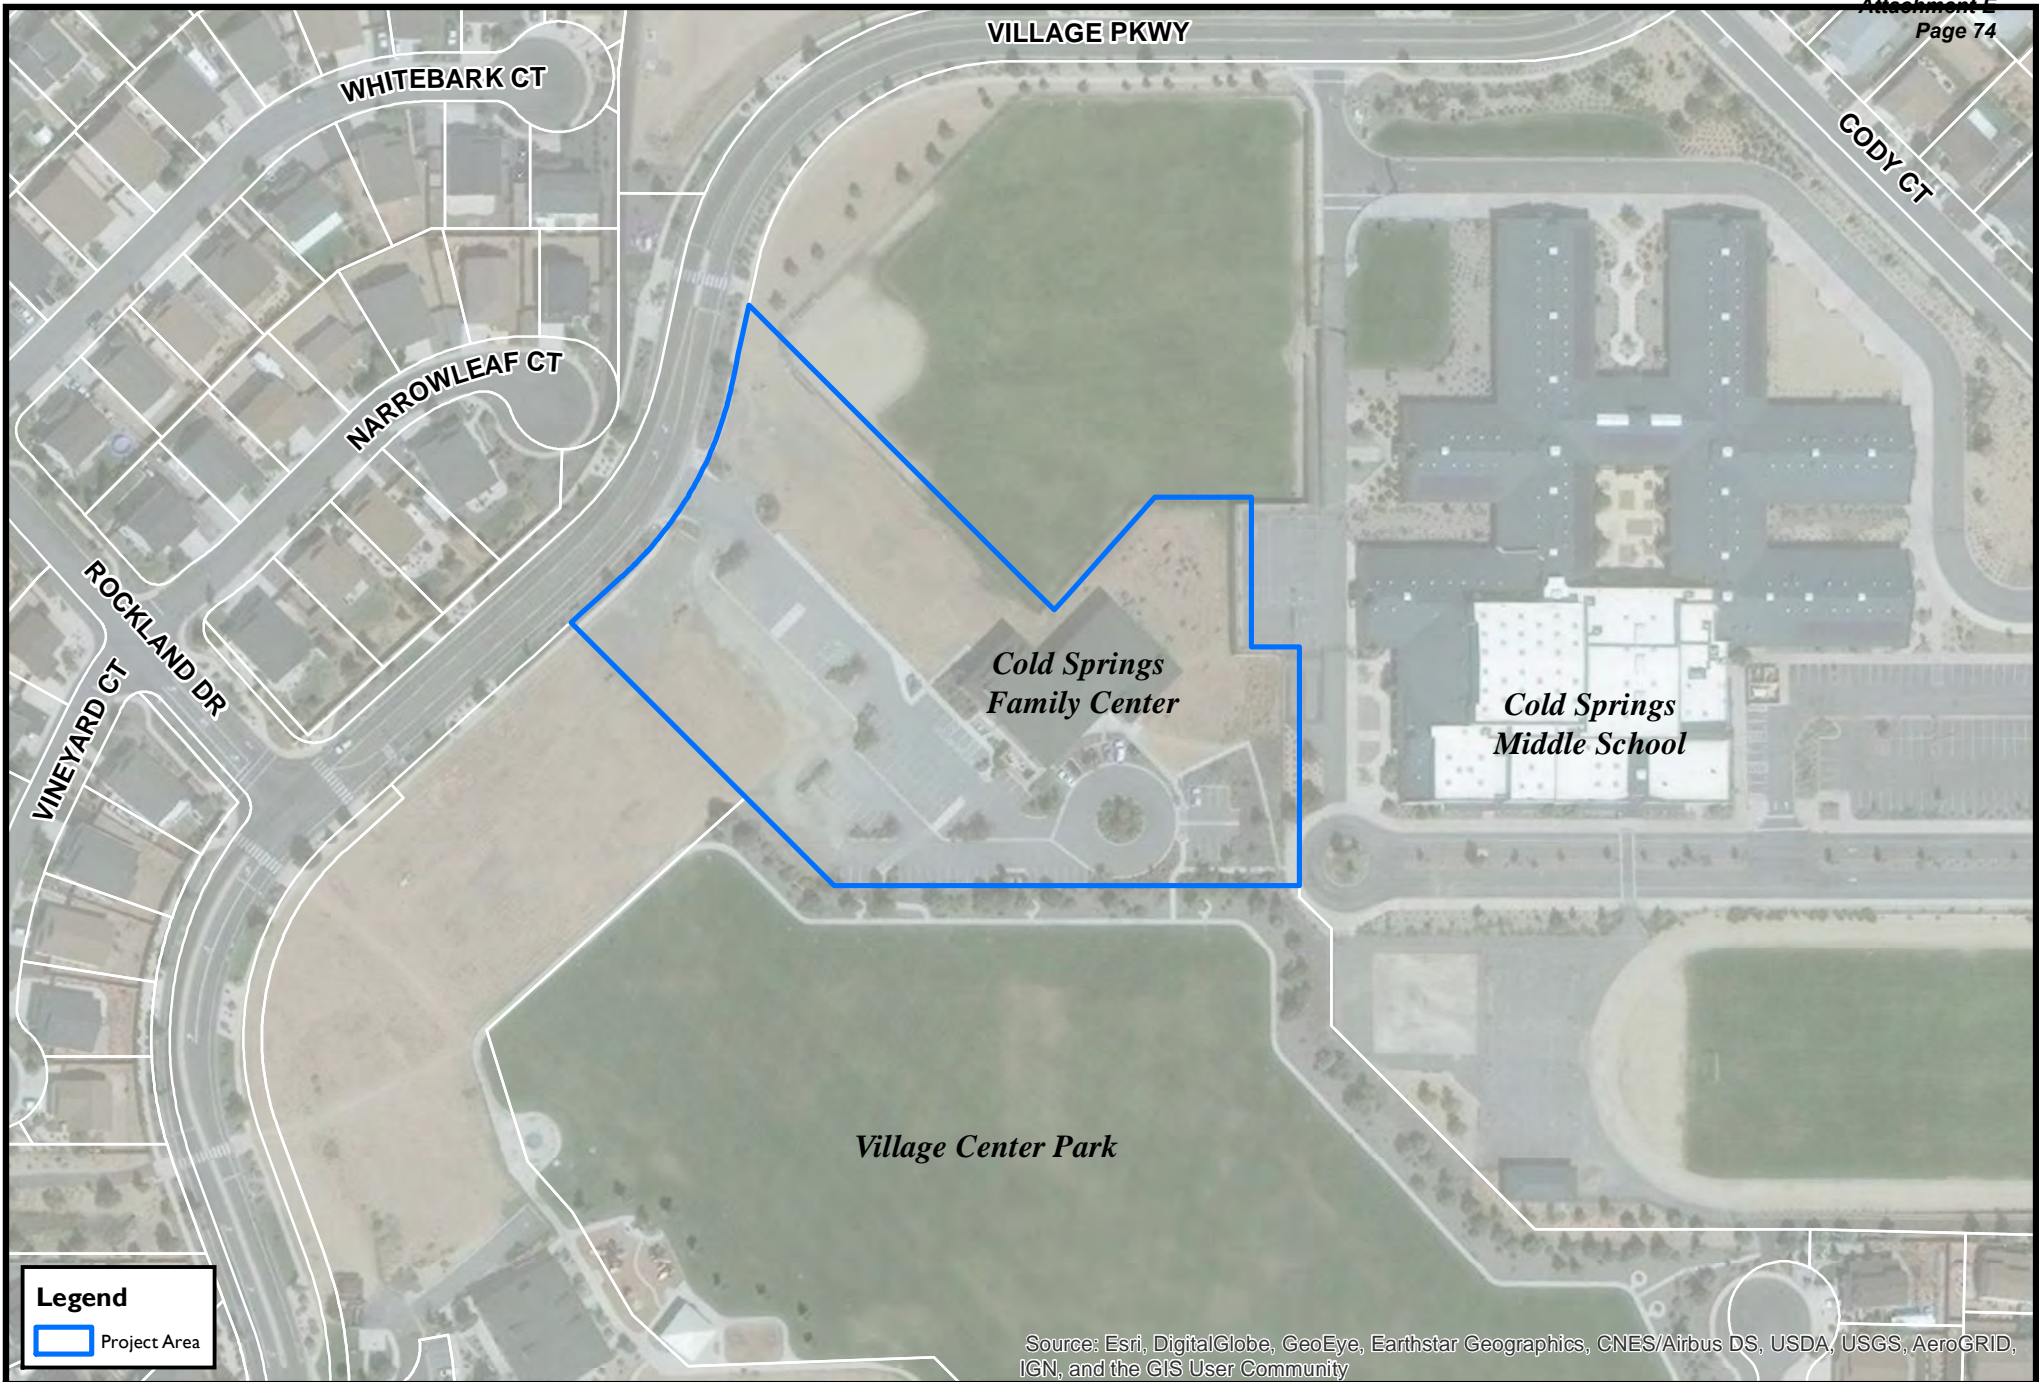 Attachment E
Page 74
VILLAGE PKWY
WHITEBARK CT
CODY CT
NARROWLEAF CT
ROCKLAND DR
VINEYARD CT
Cold Springs
Family Center
Cold Springs
Middle School
Village Center Park
Legend
Project Area
Source: Esri, DigitalGlobe, GeoEye, Earthstar Geographics, CNES/Airbus DS, USDA, USGS, AeroGRID,
IGN, and the GIS User Community